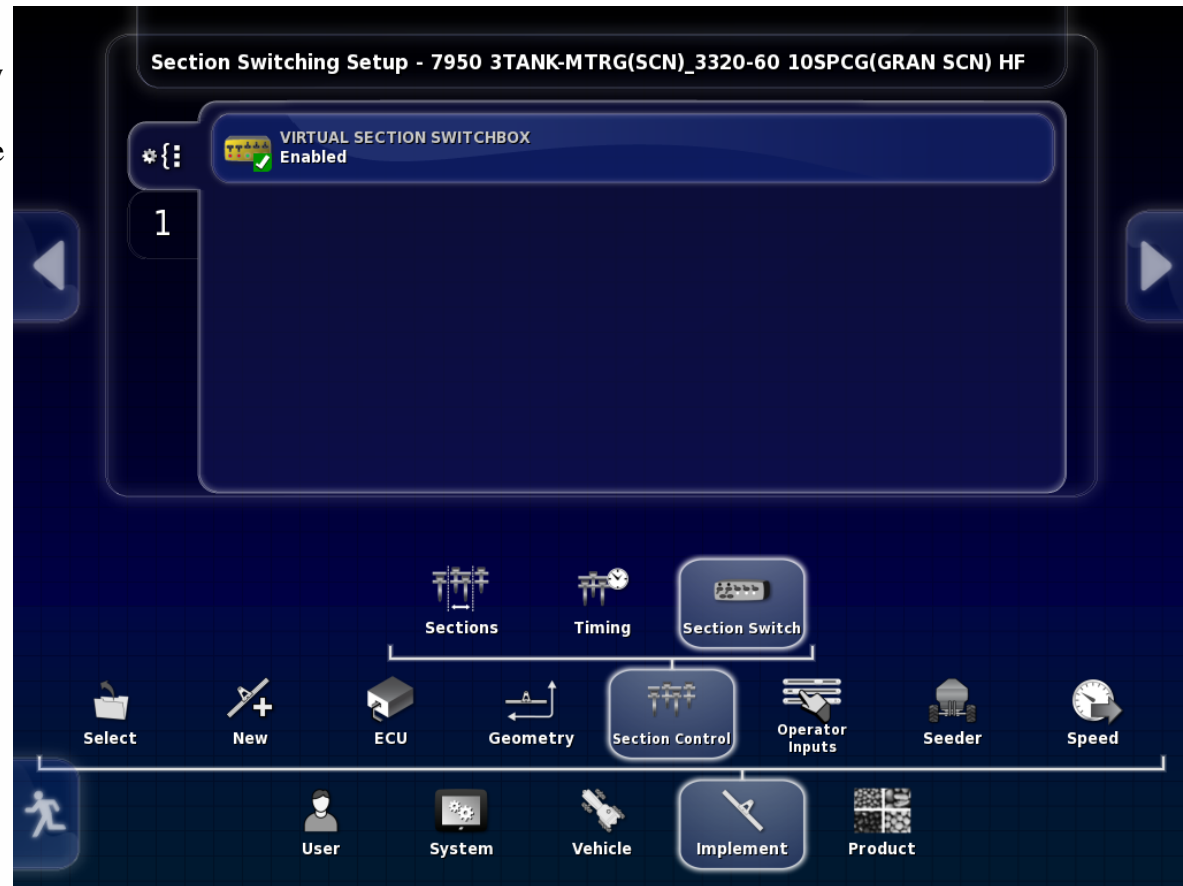 Section Switching Setup - 7950 3TANK-MTRG(SCN)_3320-60 10SPCG(GRAN SCN) HF
VIRTUAL SECTION SWITCHBOX
Enabled
1
Sections
Timing
Section Switch
Select
New
ECU
Geometry
Section Control
Operator
Inputs
Seeder
Speed
User
System
Vehicle
Implement
Product